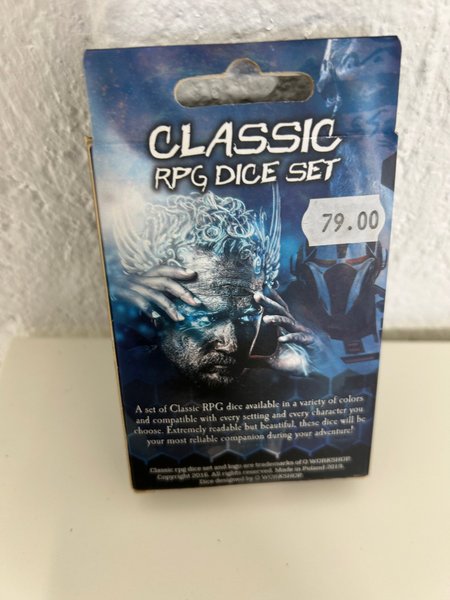 CLASSIC
RPG DICE SET
79.00
A set of Classic RPG dice available in a variety of colors
and compatible with every setting and every character you
choose. Extremely readable but beautiful, these dice will be
your most reliable companion during your adventure!
Classic rpg dice set and logo are trademarks of Q WORKSHOP.
Copyright 2016. All rights reserved. Made in Poland 2018.
Dice designed by Q WORKSHOP.